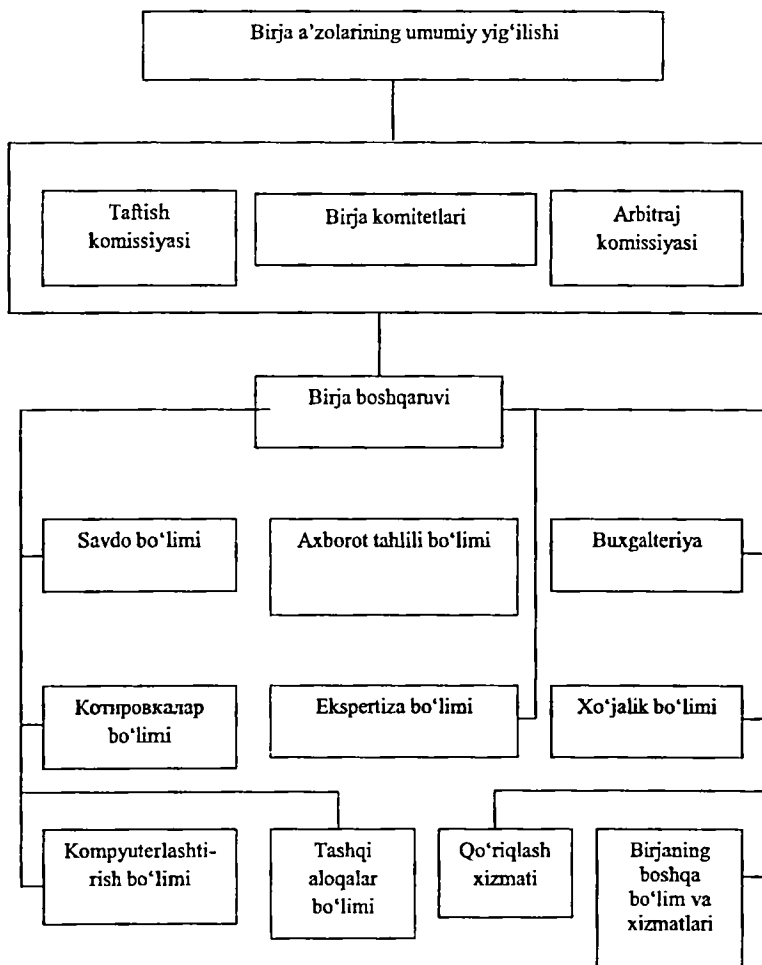 Birja a’zolarining umumiy yig‘ilishi
Taftish
komissiyasi
Birja komitetlari
Arbitraj
komissiyasi
Birja boshqaruvi
Savdo bo‘limi
Axborot tahlili bo‘limi
Buxgalteriya
Котировкалар
bo‘limi
Ekspertiza bo‘limi
Xo‘jalik bo‘limi
Kompyuterlashti-
rish bo‘limi
Tashqi
aloqalar
bo‘limi
Qo‘riqlash
xizmati
Birjaning
boshqa
bo‘lim va
xizmatlari